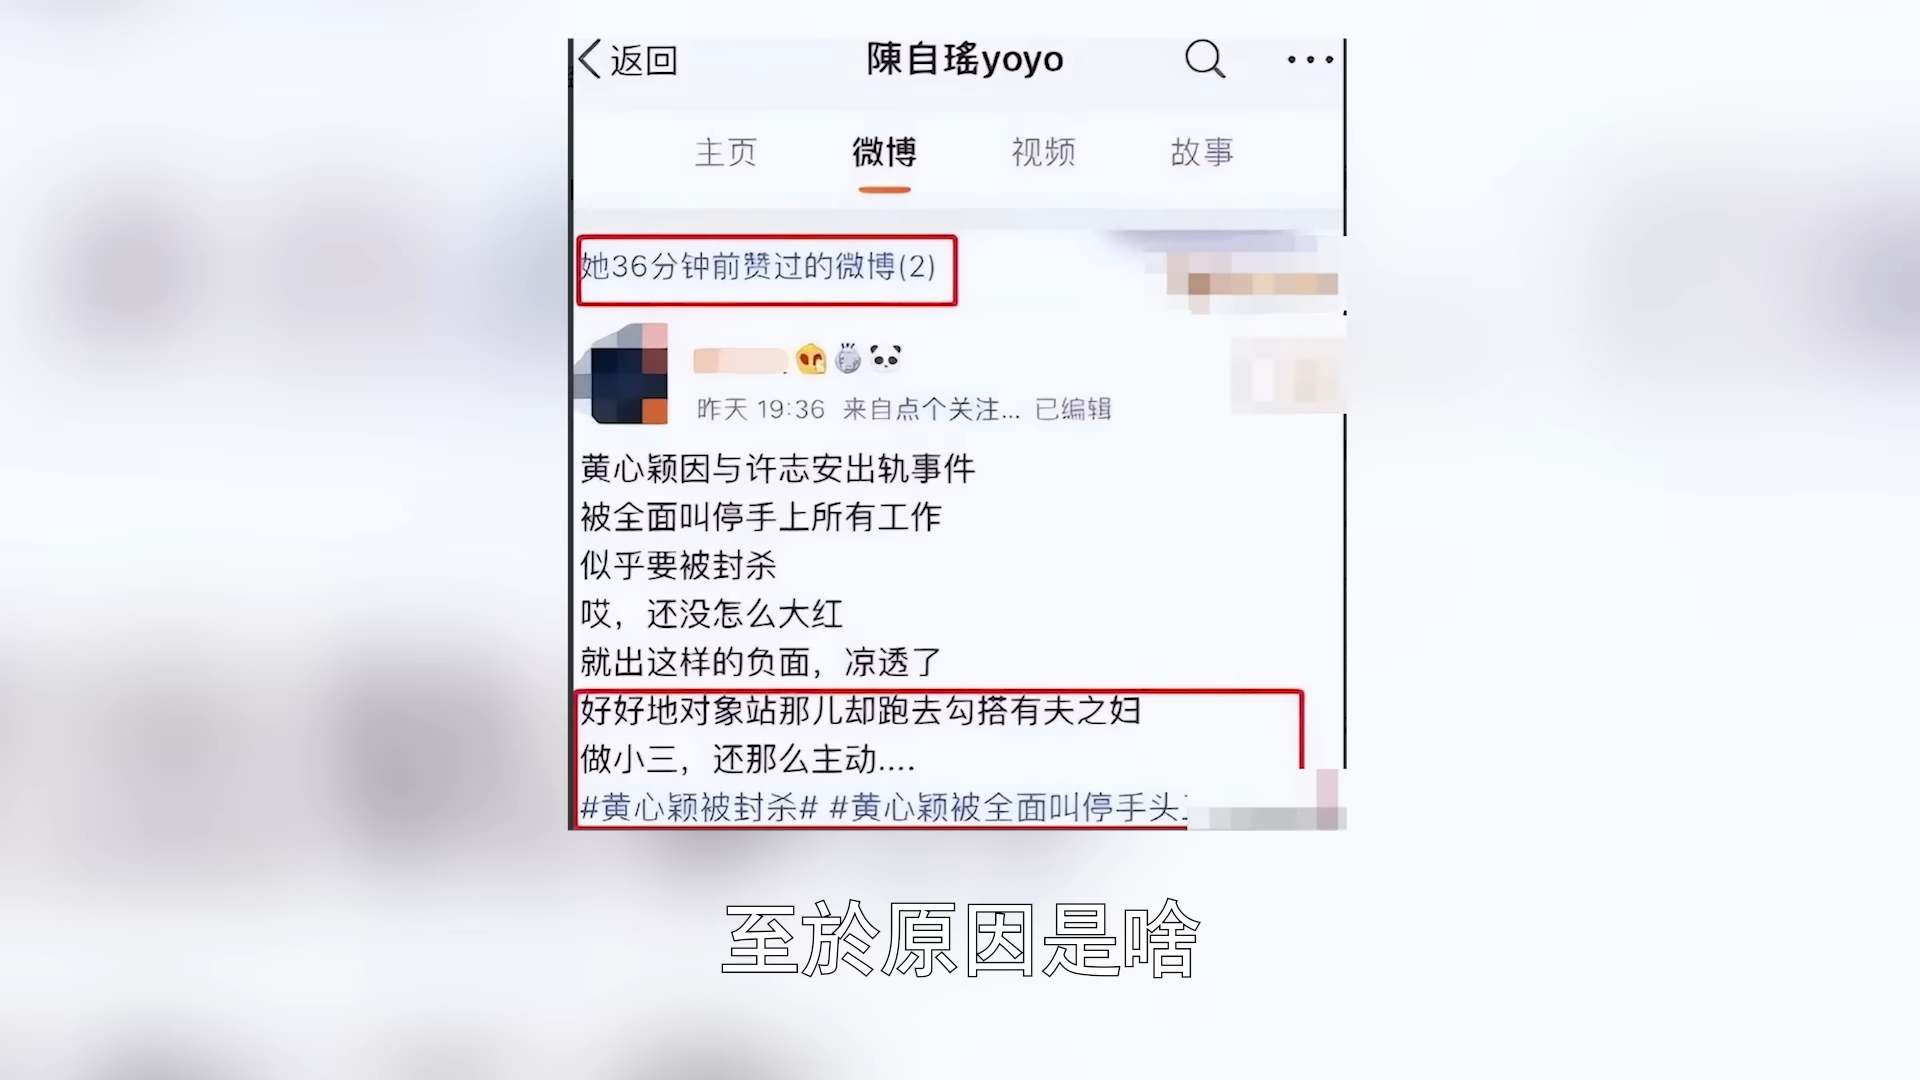 返回
陳自瑤yoyo
主页 微博 视频 故事
她36分钟前赞过的微博(2)
昨天 19:36 来自点个关注... 已编辑
黄心颖因与许志安出轨事件
被全面叫停手上所有工作
似乎要被封杀
哎，还没怎么大红
就出这样的负面，凉透了
好好地对象站那儿却跑去勾搭有夫之妇
做小三，还那么主动....
#黄心颖被封杀# #黄心颖被全面叫停手头
至於原因是啥